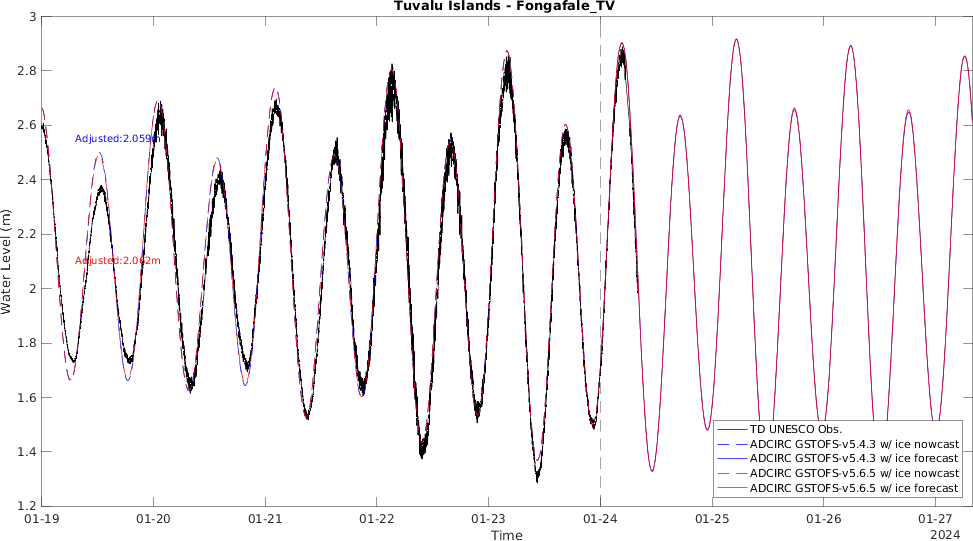 Tuvalu Islands - Fongafale_TV
3
2.8
2.6
2.4
2.2
2
1.8
1.6
1.4
1.2
Water Level (m)
Adjusted:2.059m
Adjusted:2.062m
TD UNESCO Obs.
ADCIRC GSTOFS-v5.4.3 w/ ice nowcast
ADCIRC GSTOFS-v5.4.3 w/ ice forecast
ADCIRC GSTOFS-v5.6.5 w/ ice nowcast
ADCIRC GSTOFS-v5.6.5 w/ ice forecast
01-19 01-20 01-21 01-22 01-23 01-24 01-25 01-26 01-27
Time
2024